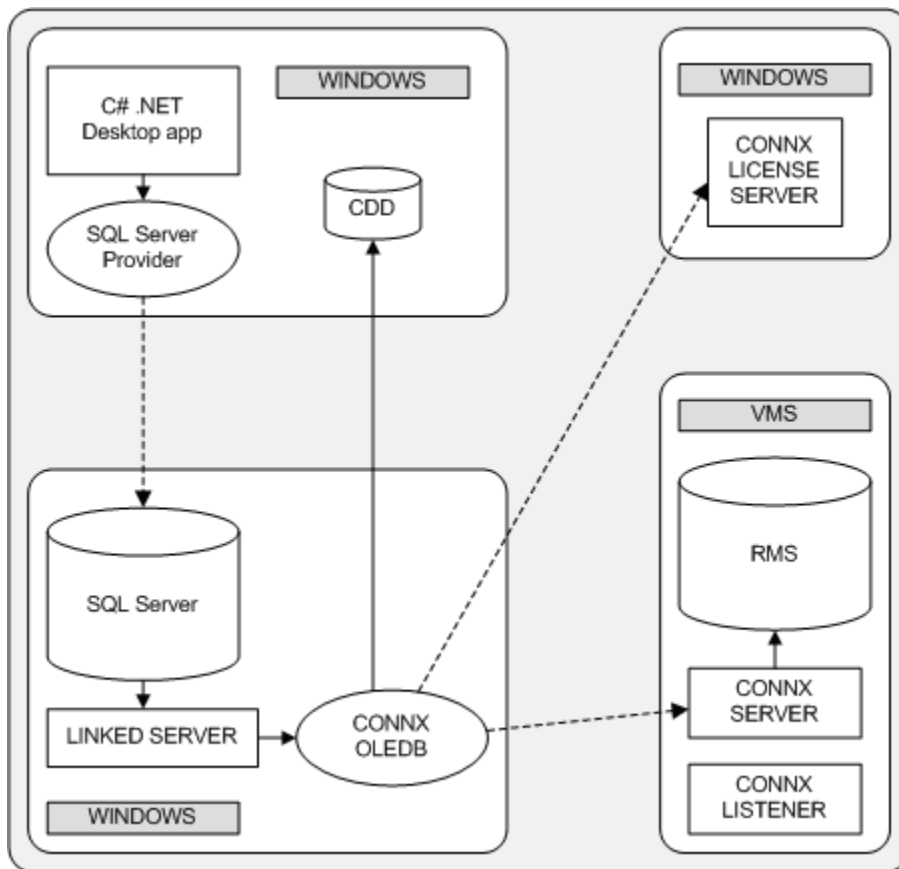 C# .NET
Desktop app
WINDOWS
SQL Server
Provider
CDD
WINDOWS
CONNX
LICENSE
SERVER
SQL Server
LINKED SERVER
CONNX
OLEDB
WINDOWS
VMS
RMS
CONNX
SERVER
CONNX
LISTENER